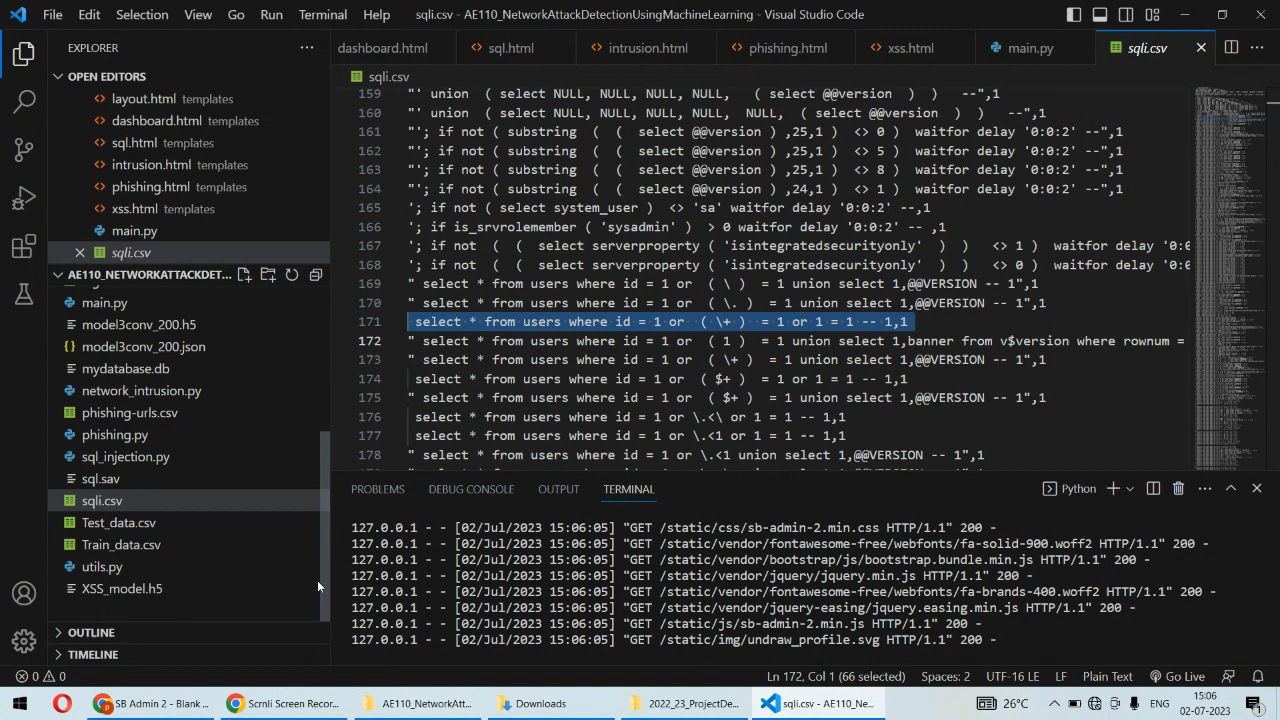 File Edit Selection View Go Run Terminal Help sqli.csv - AE110_NetworkAttackDetectionUsingMachineLearning - Visual Studio Code
EXPLORER
OPEN EDITORS
layout.html templates
dashboard.html templates
sql.html templates
intrusion.html templates
phishing.html templates
xss.html templates
main.py
sqli.csv
AE110_NETWORKATTACKDET...
main.py
model3conv_200.h5
model3conv_200.json
mydatabase.db
network_intrusion.py
phishing-urls.csv
phishing.py
sql_injection.py
sql.sav
sqli.csv
Test_data.csv
Train_data.csv
utils.py
XSS_model.h5
OUTLINE
TIMELINE
dashboard.html sql.html intrusion.html phishing.html xss.html main.py sqli.csv
sqli.csv
159 "' union ( select NULL, NULL, NULL, NULL, ( select @@version ) ) --",1
160 "' union ( select NULL, NULL, NULL, NULL, NULL, ( select @@version ) ) --",1
161 "'; if not ( substring ( ( select @@version ) ,23,1 ) <> 0 ) waitfor delay '0:0:2' --",1
162 "'; if not ( substring ( ( select @@version ) ,24,1 ) <> 5 ) waitfor delay '0:0:2' --",1
163 "'; if not ( substring ( ( select @@version ) ,25,1 ) <> 8 ) waitfor delay '0:0:2' --",1
164 "'; if not ( substring ( ( select @@version ) ,24,1 ) <> 1 ) waitfor delay '0:0:2' --",1
165 '; if not ( select system_user ) <> 'sa' waitfor delay '0:0:2' --,1
166 '; if is_srvrolemember ( 'sysadmin' ) > 0 waitfor delay '0:0:2' -- ,1
167 '; if not ( ( select serverproperty ( 'isintegratedsecurityonly' ) ) <> 1 ) waitfor delay '0:0
168 '; if not ( ( select serverproperty ( 'isintegratedsecurityonly' ) ) <> 0 ) waitfor delay '0:0
169 " select * from users where id = 1 or ( \ ) = 1 union select 1,@@VERSION -- 1",1
170 " select * from users where id = 1 or ( \. ) = 1 union select 1,@@VERSION -- 1",1
171 select * from users where id = 1 or ( \+ ) = 1 or 1 = 1 -- 1,1
172 " select * from users where id = 1 or ( 1 ) = 1 union select 1,banner from v$version where rownum =
173 " select * from users where id = 1 or ( \+ ) = 1 union select 1,@@VERSION -- 1",1
174 select * from users where id = 1 or ( $+ ) = 1 or 1 = 1 -- 1,1
175 " select * from users where id = 1 or ( $+ ) = 1 union select 1,@@VERSION -- 1",1
176 select * from users where id = 1 or \.<\ or 1 = 1 -- 1,1
177 select * from users where id = 1 or \.<1 or 1 = 1 -- 1,1
178 " select * from users where id = 1 or \.<1 union select 1,@@VERSION -- 1",1
PROBLEMS DEBUG CONSOLE OUTPUT TERMINAL Python
127.0.0.1 - - [02/Jul/2023 15:06:05] "GET /static/css/sb-admin-2.min.css HTTP/1.1" 200 -
127.0.0.1 - - [02/Jul/2023 15:06:05] "GET /static/vendor/fontawesome-free/webfonts/fa-solid-900.woff2 HTTP/1.1" 200 -
127.0.0.1 - - [02/Jul/2023 15:06:05] "GET /static/vendor/bootstrap/js/bootstrap.bundle.min.js HTTP/1.1" 200 -
127.0.0.1 - - [02/Jul/2023 15:06:05] "GET /static/vendor/jquery/jquery.min.js HTTP/1.1" 200 -
127.0.0.1 - - [02/Jul/2023 15:06:05] "GET /static/vendor/fontawesome-free/webfonts/fa-brands-400.woff2 HTTP/1.1" 200 -
127.0.0.1 - - [02/Jul/2023 15:06:05] "GET /static/vendor/jquery-easing/jquery.easing.min.js HTTP/1.1" 200 -
127.0.0.1 - - [02/Jul/2023 15:06:05] "GET /static/js/sb-admin-2.min.js HTTP/1.1" 200 -
127.0.0.1 - - [02/Jul/2023 15:06:05] "GET /static/img/undraw_profile.svg HTTP/1.1" 200 -
0 0 Ln 172, Col 1 (66 selected) Spaces: 2 UTF-16 LE LF Plain Text Go Live
SB Admin 2 - Blank ... Scrnli Screen Recor... AE110_NetworkAtt... Downloads 2022_23_ProjectDe... sqli.csv - AE110_Ne... 26°C ENG 15:06
02-07-2023
1